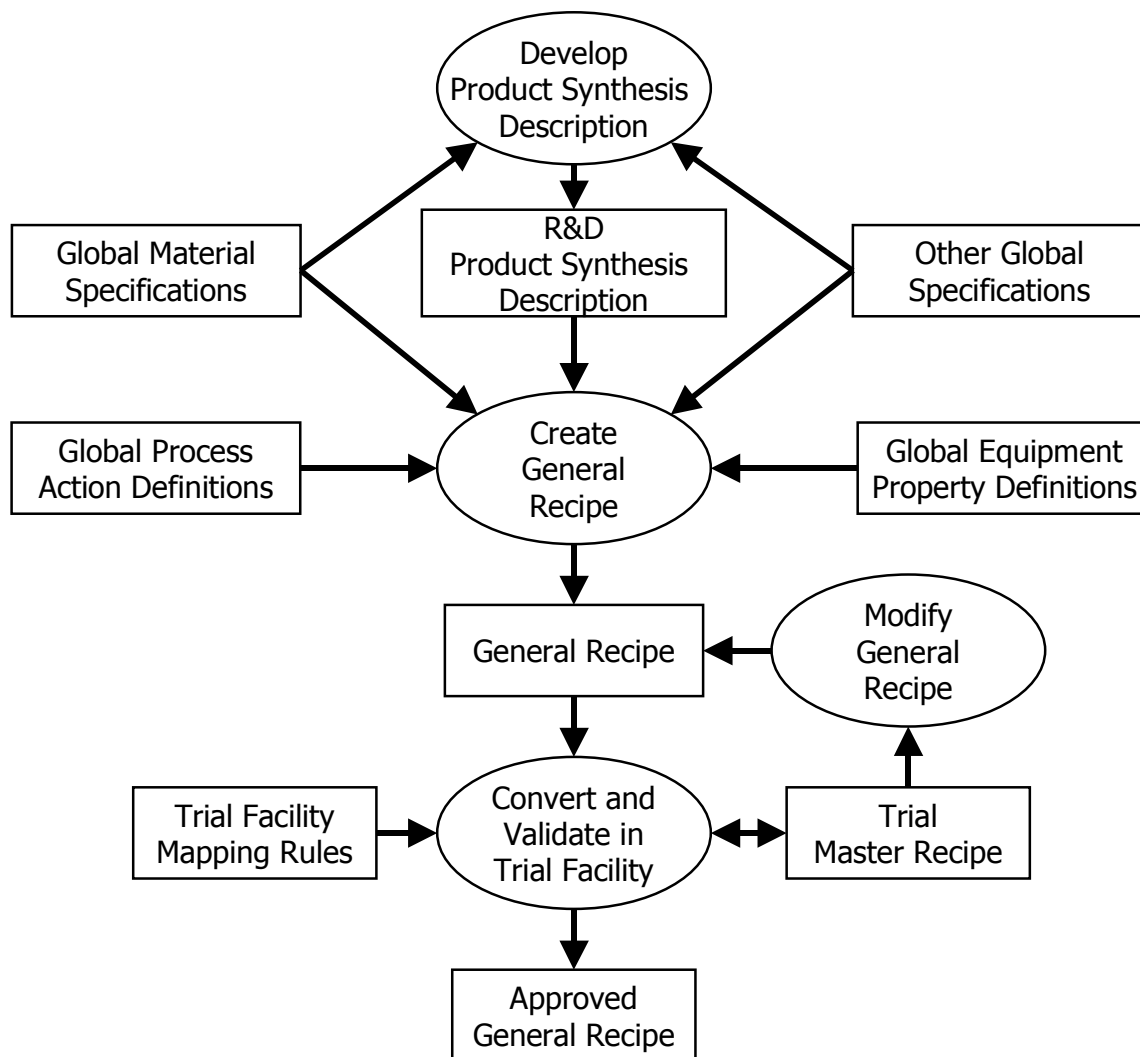 Develop
Product Synthesis
Description
Global Material
Specifications
R&D
Product Synthesis
Description
Other Global
Specifications
Global Process
Action Definitions
Create
General
Recipe
Global Equipment
Property Definitions
General Recipe
Modify
General
Recipe
Trial Facility
Mapping Rules
Convert and
Validate in
Trial Facility
Trial
Master Recipe
Approved
General Recipe